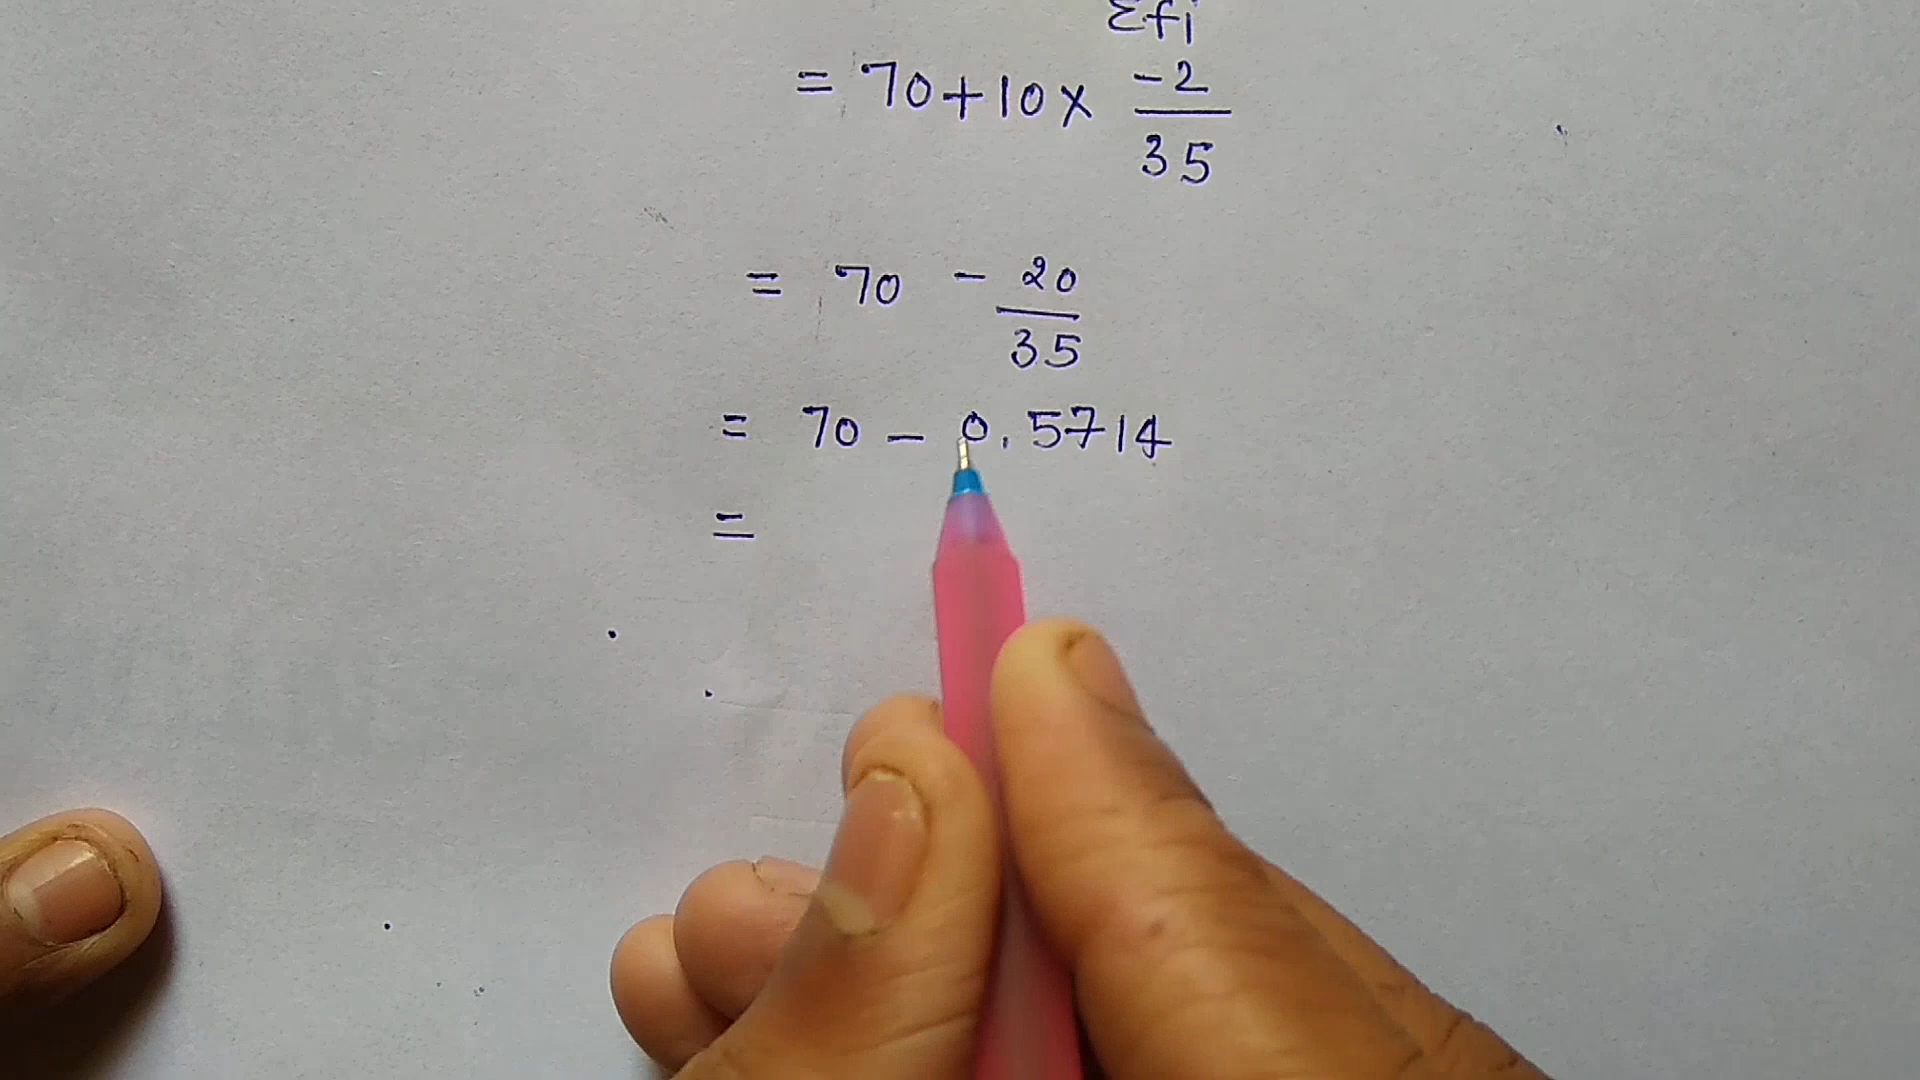 Σfi
= 70 + 10 × -2/35
= 70 - 20/35
= 70 - 0.5714
=